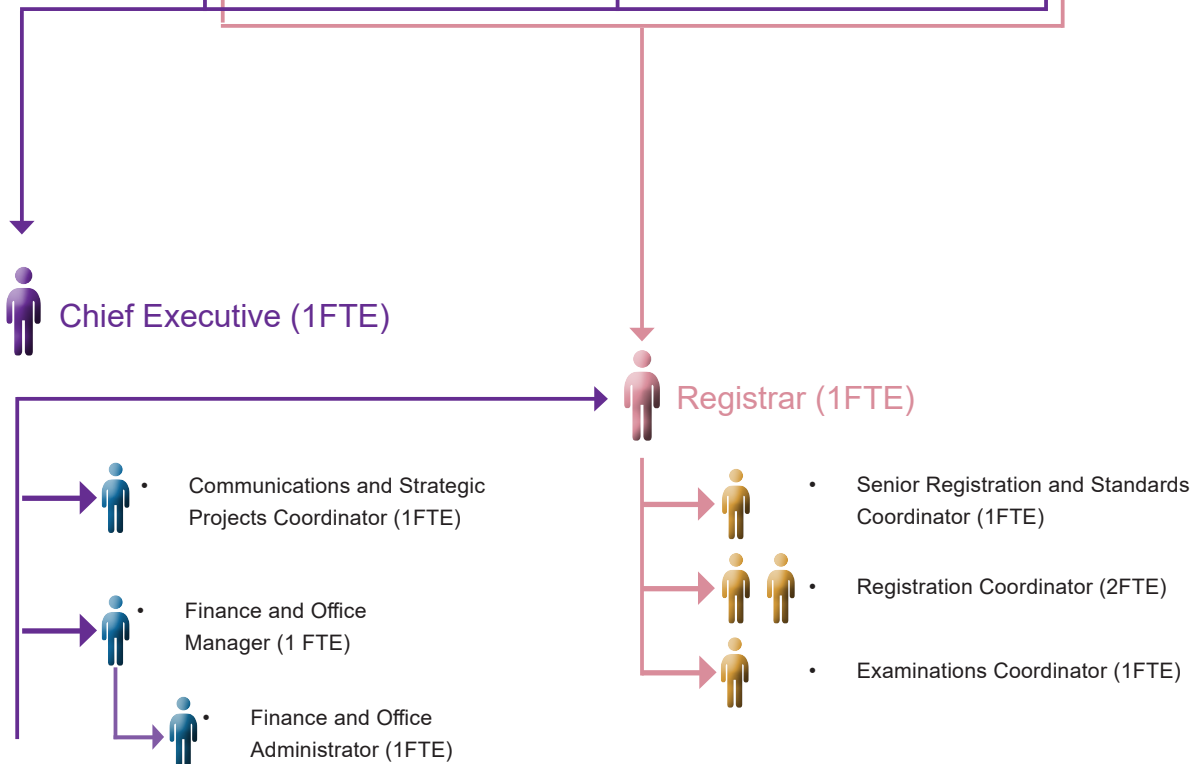 Chief Executive (1FTE)
Registrar (1FTE)
• Communications and Strategic
Projects Coordinator (1FTE)
• Finance and Office
Manager (1 FTE)
• Finance and Office
Administrator (1FTE)
• Senior Registration and Standards
Coordinator (1FTE)
• Registration Coordinator (2FTE)
• Examinations Coordinator (1FTE)